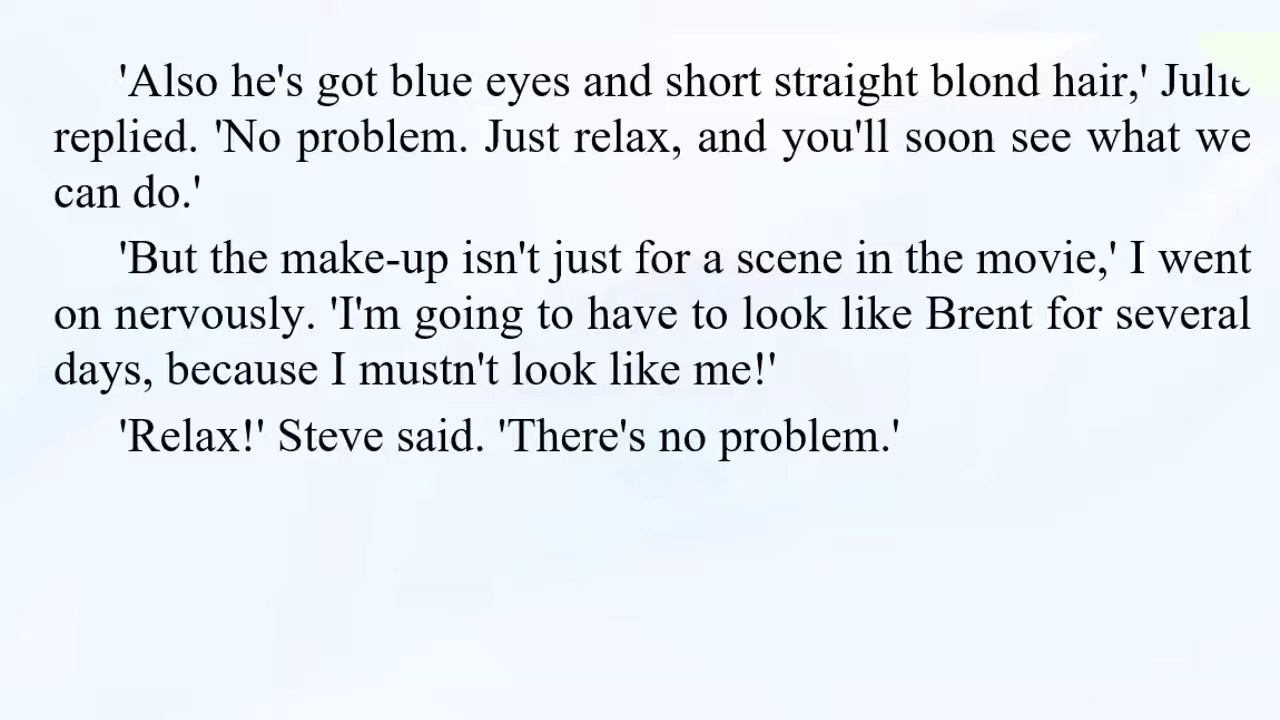 'Also he's got blue eyes and short straight blond hair,' Julie
replied. 'No problem. Just relax, and you'll soon see what we
can do.'
'But the make-up isn't just for a scene in the movie,' I went
on nervously. 'I'm going to have to look like Brent for several
days, because I mustn't look like me!'
'Relax!' Steve said. 'There's no problem.'